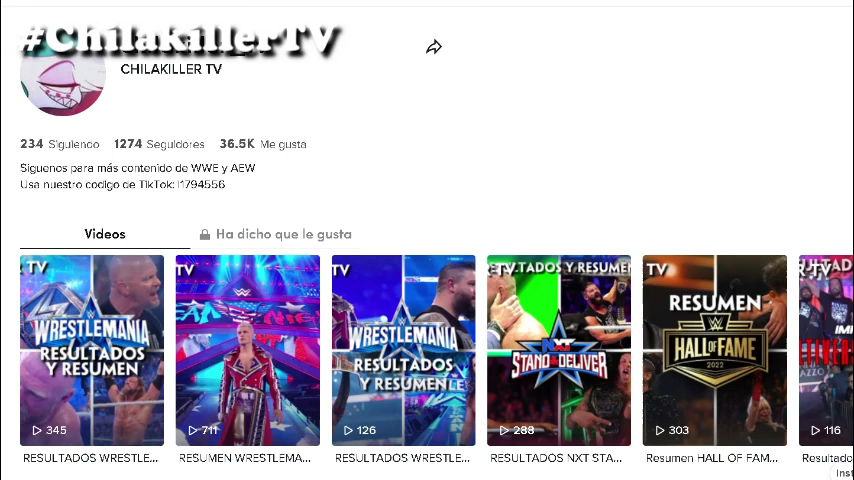 #ChilakillerTV
CHILAKILLER TV
234 Siguiendo 1274 Seguidores 36.5K Me gusta
Siguenos para más contenido de WWE y AEW
Usa nuestro codigo de TikTok: I1794556
Videos
Ha dicho que le gusta
TV
WRESTLEMANIA
RESULTADOS
Y RESUMEN
345
RESULTADOS WRESTLE...
TV
711
RESUMEN WRESTLEMA...
TV
WRESTLEMANIA
RESULTADOS
Y RESUMEN
126
RESULTADOS WRESTLE...
TV
TADOS Y RESUMEN
NXT
STAND & DELIVER
288
RESULTADOS NXT STA...
TV
RESUMEN
HALL OF FAME
2022
303
Resumen HALL OF FAM...
TV
116
Resultado
Inst